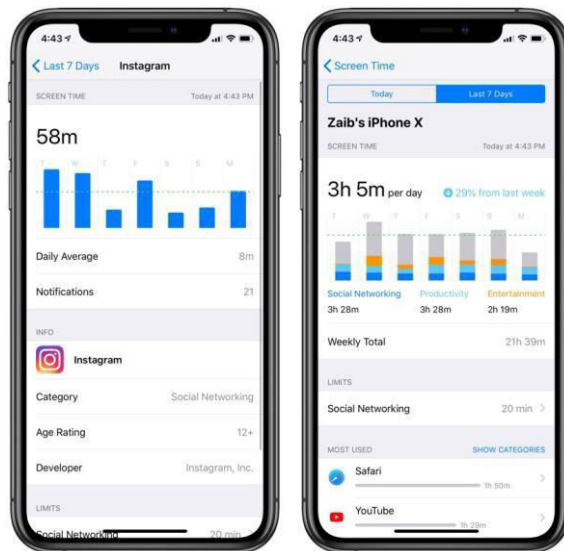 4:43
Last 7 Days Instagram
SCREEN TIME Today at 4:43 PM
58m
T W T F S S M
Daily Average 8m
Notifications 21
INFO
Instagram
Category Social Networking
Age Rating 12+
Developer Instagram, Inc.
LIMITS
Social Networking 20 min
4:43
Screen Time
Today Last 7 Days
Zaib's iPhone X
SCREEN TIME Today at 4:43 PM
3h 5m per day 29% from last week
T W T F S S M
Social Networking Productivity Entertainment
3h 28m 3h 28m 2h 19m
Weekly Total 21h 39m
LIMITS
Social Networking 20 min
MOST USED SHOW CATEGORIES
Safari
1h 50m
YouTube
1h 29m